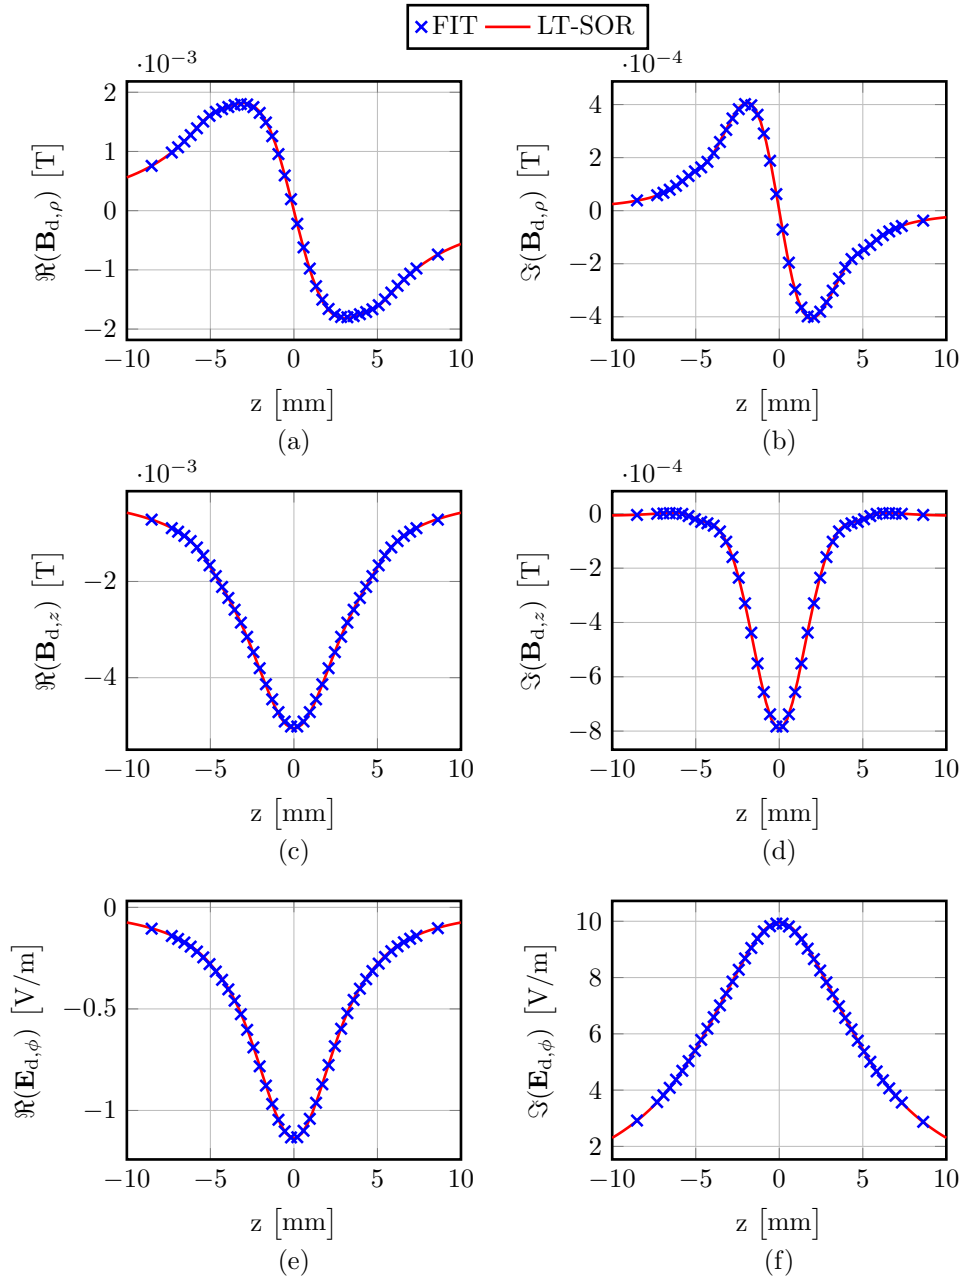 FIT LT-SOR
·10⁻³
ℜ(B_d,ρ) [T]
2
1
0
−1
−2
−10 −5 0 5 10
z [mm]
(a)
·10⁻⁴
ℑ(B_d,ρ) [T]
4
2
0
−2
−4
−10 −5 0 5 10
z [mm]
(b)
·10⁻³
ℜ(B_d,z) [T]
−2
−4
−10 −5 0 5 10
z [mm]
(c)
·10⁻⁴
ℑ(B_d,z) [T]
0
−2
−4
−6
−8
−10 −5 0 5 10
z [mm]
(d)
ℜ(E_d,ϕ) [V/m]
0
−0.5
−1
−10 −5 0 5 10
z [mm]
(e)
ℑ(E_d,ϕ) [V/m]
10
8
6
4
2
−10 −5 0 5 10
z [mm]
(f)